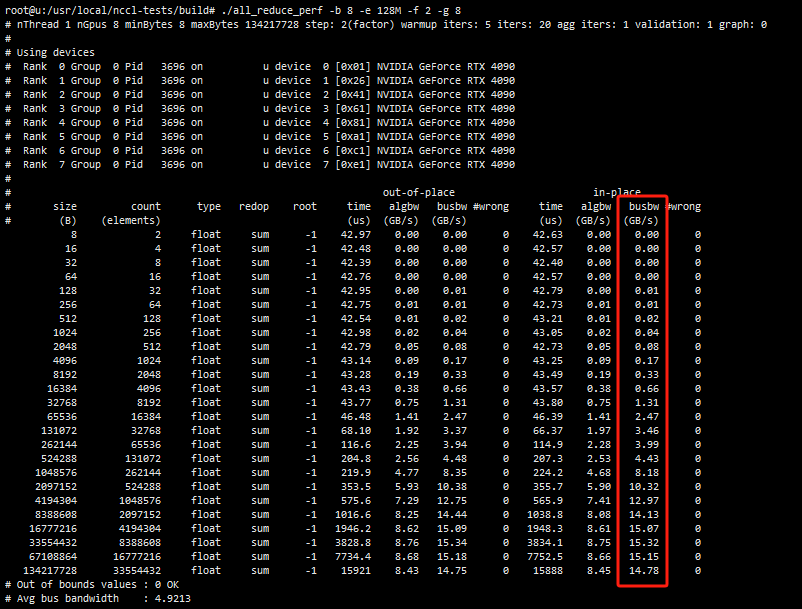 root@u:/usr/local/nccl-tests/build# ./all_reduce_perf -b 8 -e 128M -f 2 -g 8
# nThread 1 nGpus 8 minBytes 8 maxBytes 134217728 step: 2(factor) warmup iters: 5 iters: 20 agg iters: 1 validation: 1 graph: 0
#
# Using devices
# Rank 0 Group 0 Pid 3696 on u device 0 [0x01] NVIDIA GeForce RTX 4090
# Rank 1 Group 0 Pid 3696 on u device 1 [0x26] NVIDIA GeForce RTX 4090
# Rank 2 Group 0 Pid 3696 on u device 2 [0x41] NVIDIA GeForce RTX 4090
# Rank 3 Group 0 Pid 3696 on u device 3 [0x61] NVIDIA GeForce RTX 4090
# Rank 4 Group 0 Pid 3696 on u device 4 [0x81] NVIDIA GeForce RTX 4090
# Rank 5 Group 0 Pid 3696 on u device 5 [0xa1] NVIDIA GeForce RTX 4090
# Rank 6 Group 0 Pid 3696 on u device 6 [0xc1] NVIDIA GeForce RTX 4090
# Rank 7 Group 0 Pid 3696 on u device 7 [0xe1] NVIDIA GeForce RTX 4090
#
# out-of-place in-place
# size count type redop root time algbw busbw #wrong time algbw busbw #wrong
# (B) (elements) (us) (GB/s) (GB/s) (us) (GB/s) (GB/s)
8 2 float sum -1 42.97 0.00 0.00 0 42.63 0.00 0.00 0
16 4 float sum -1 42.48 0.00 0.00 0 42.57 0.00 0.00 0
32 8 float sum -1 42.39 0.00 0.00 0 42.40 0.00 0.00 0
64 16 float sum -1 42.76 0.00 0.00 0 42.57 0.00 0.00 0
128 32 float sum -1 42.95 0.00 0.01 0 42.79 0.00 0.01 0
256 64 float sum -1 42.75 0.01 0.01 0 42.73 0.01 0.01 0
512 128 float sum -1 42.54 0.01 0.02 0 43.21 0.01 0.02 0
1024 256 float sum -1 42.98 0.02 0.04 0 43.05 0.02 0.04 0
2048 512 float sum -1 42.79 0.05 0.08 0 42.73 0.05 0.08 0
4096 1024 float sum -1 43.14 0.09 0.17 0 43.25 0.09 0.17 0
8192 2048 float sum -1 43.28 0.19 0.33 0 43.49 0.19 0.33 0
16384 4096 float sum -1 43.43 0.38 0.66 0 43.57 0.38 0.66 0
32768 8192 float sum -1 43.77 0.75 1.31 0 43.80 0.75 1.31 0
65536 16384 float sum -1 46.48 1.41 2.47 0 46.39 1.41 2.47 0
131072 32768 float sum -1 68.10 1.92 3.37 0 66.37 1.97 3.46 0
262144 65536 float sum -1 116.6 2.25 3.94 0 114.9 2.28 3.99 0
524288 131072 float sum -1 204.8 2.56 4.48 0 207.3 2.53 4.43 0
1048576 262144 float sum -1 219.9 4.77 8.35 0 224.2 4.68 8.18 0
2097152 524288 float sum -1 353.5 5.93 10.38 0 355.7 5.90 10.32 0
4194304 1048576 float sum -1 575.6 7.29 12.75 0 565.9 7.41 12.97 0
8388608 2097152 float sum -1 1016.6 8.25 14.44 0 1038.8 8.08 14.13 0
16777216 4194304 float sum -1 1946.2 8.62 15.09 0 1948.3 8.61 15.07 0
33554432 8388608 float sum -1 3828.8 8.76 15.34 0 3834.1 8.75 15.32 0
67108864 16777216 float sum -1 7734.4 8.68 15.18 0 7752.5 8.66 15.15 0
134217728 33554432 float sum -1 15921 8.43 14.75 0 15888 8.45 14.78 0
# Out of bounds values : 0 OK
# Avg bus bandwidth : 4.9213